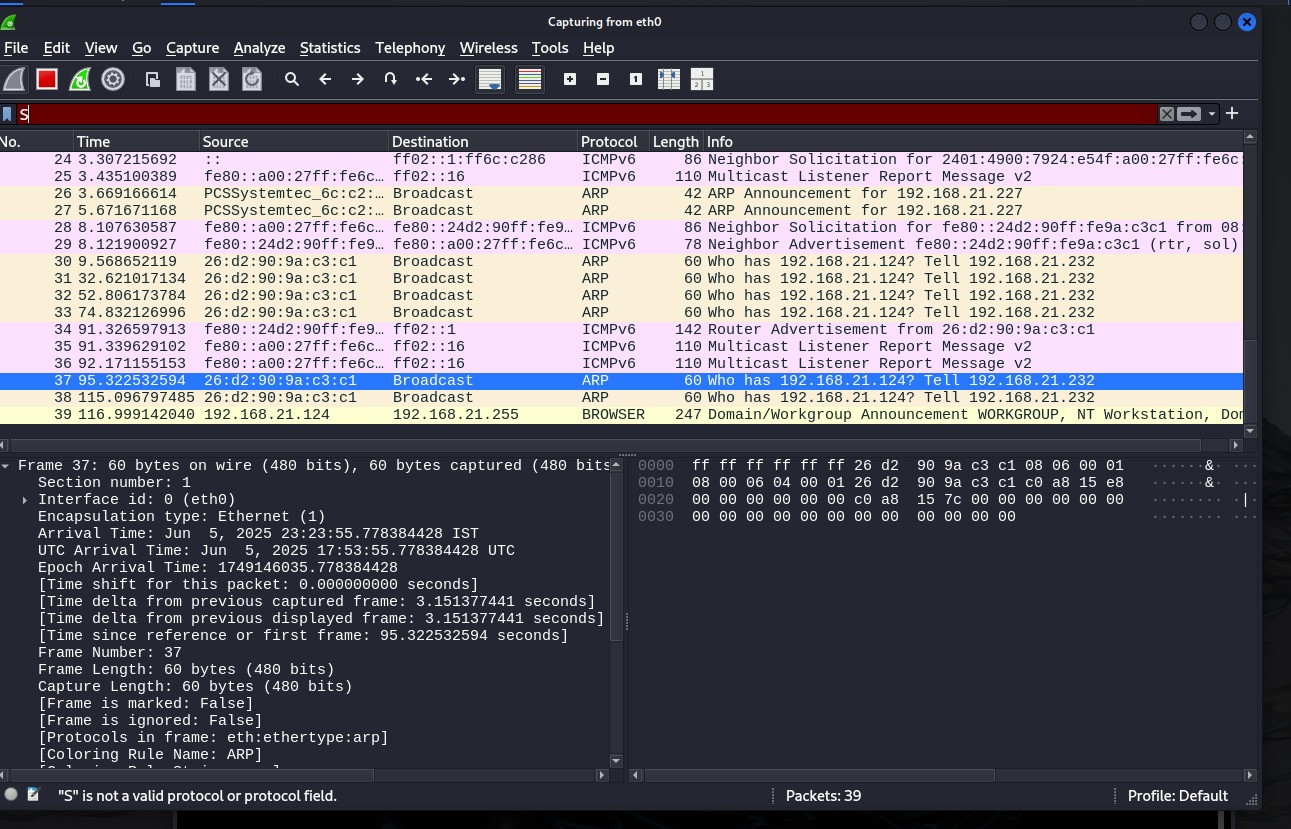 Capturing from eth0
File Edit View Go Capture Analyze Statistics Telephony Wireless Tools Help
S
No. Time Source Destination Protocol Length Info
24 3.307215692 :: ff02::1:ff6c:c286 ICMPv6 86 Neighbor Solicitation for 2401:4900:7924:e54f:a00:27ff:fe6c:
25 3.435100389 fe80::a00:27ff:fe6c… ff02::16 ICMPv6 110 Multicast Listener Report Message v2
26 3.669166614 PCSSystemtec_6c:c2:… Broadcast ARP 42 ARP Announcement for 192.168.21.227
27 5.671671168 PCSSystemtec_6c:c2:… Broadcast ARP 42 ARP Announcement for 192.168.21.227
28 8.107630587 fe80::a00:27ff:fe6c… fe80::24d2:90ff:fe9… ICMPv6 86 Neighbor Solicitation for fe80::24d2:90ff:fe9a:c3c1 from 08:
29 8.121900927 fe80::24d2:90ff:fe9… fe80::a00:27ff:fe6c… ICMPv6 78 Neighbor Advertisement fe80::24d2:90ff:fe9a:c3c1 (rtr, sol)
30 9.568652119 26:d2:90:9a:c3:c1 Broadcast ARP 60 Who has 192.168.21.124? Tell 192.168.21.232
31 32.621017134 26:d2:90:9a:c3:c1 Broadcast ARP 60 Who has 192.168.21.124? Tell 192.168.21.232
32 52.806173784 26:d2:90:9a:c3:c1 Broadcast ARP 60 Who has 192.168.21.124? Tell 192.168.21.232
33 74.832126996 26:d2:90:9a:c3:c1 Broadcast ARP 60 Who has 192.168.21.124? Tell 192.168.21.232
34 91.326597913 fe80::24d2:90ff:fe9… ff02::1 ICMPv6 142 Router Advertisement from 26:d2:90:9a:c3:c1
35 91.339629102 fe80::a00:27ff:fe6c… ff02::16 ICMPv6 110 Multicast Listener Report Message v2
36 92.171155153 fe80::a00:27ff:fe6c… ff02::16 ICMPv6 110 Multicast Listener Report Message v2
37 95.322532594 26:d2:90:9a:c3:c1 Broadcast ARP 60 Who has 192.168.21.124? Tell 192.168.21.232
38 115.096797485 26:d2:90:9a:c3:c1 Broadcast ARP 60 Who has 192.168.21.124? Tell 192.168.21.232
39 116.999142040 192.168.21.124 192.168.21.255 BROWSER 247 Domain/Workgroup Announcement WORKGROUP, NT Workstation, Dom
Frame 37: 60 bytes on wire (480 bits), 60 bytes captured (480 bits
Section number: 1
Interface id: 0 (eth0)
Encapsulation type: Ethernet (1)
Arrival Time: Jun  5, 2025 23:23:55.778384428 IST
UTC Arrival Time: Jun  5, 2025 17:53:55.778384428 UTC
Epoch Arrival Time: 1749146035.778384428
[Time shift for this packet: 0.000000000 seconds]
[Time delta from previous captured frame: 3.151377441 seconds]
[Time delta from previous displayed frame: 3.151377441 seconds]
[Time since reference or first frame: 95.322532594 seconds]
Frame Number: 37
Frame Length: 60 bytes (480 bits)
Capture Length: 60 bytes (480 bits)
[Frame is marked: False]
[Frame is ignored: False]
[Protocols in frame: eth:ethertype:arp]
[Coloring Rule Name: ARP]
0000 ff ff ff ff ff ff 26 d2 90 9a c3 c1 08 06 00 01 ······&· ···
0010 08 00 06 04 00 01 26 d2 90 9a c3 c1 c0 a8 15 e8 ······&· ···
0020 00 00 00 00 00 00 c0 a8 15 7c 00 00 00 00 00 00 ········ ·|·
0030 00 00 00 00 00 00 00 00 00 00 00 00 ········ ···
"S" is not a valid protocol or protocol field.
Packets: 39
Profile: Default